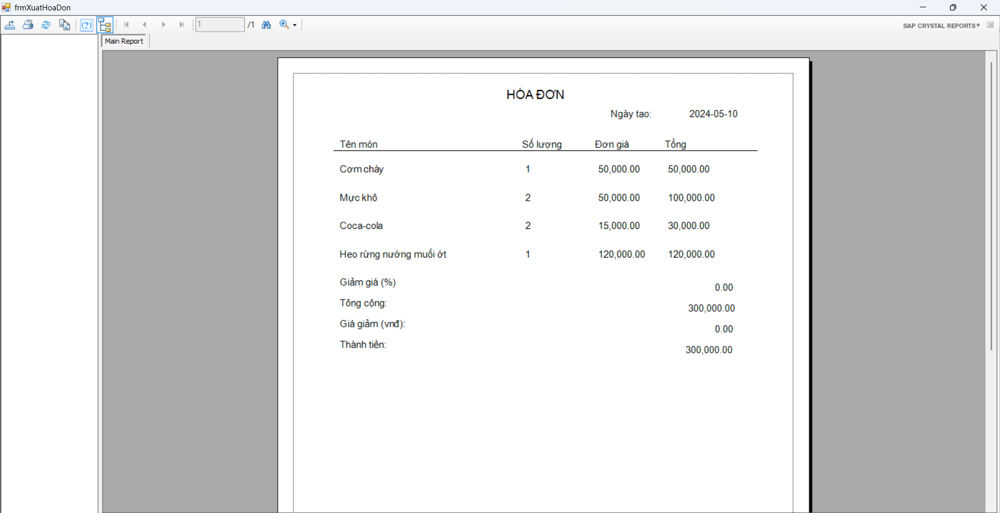 frmXuatHoaDon
1 /1 SAP CRYSTAL REPORTS®
Main Report
HÓA ĐƠN
Ngày tạo: 2024-05-10
Tên món Số lượng Đơn giá Tổng
Cơm cháy 1 50,000.00 50,000.00
Mực khô 2 50,000.00 100,000.00
Coca-cola 2 15,000.00 30,000.00
Heo rừng nướng muối ớt 1 120,000.00 120,000.00
Giảm giá (%) 0.00
Tổng cộng: 300,000.00
Giá giảm (vnđ): 0.00
Thành tiền: 300,000.00